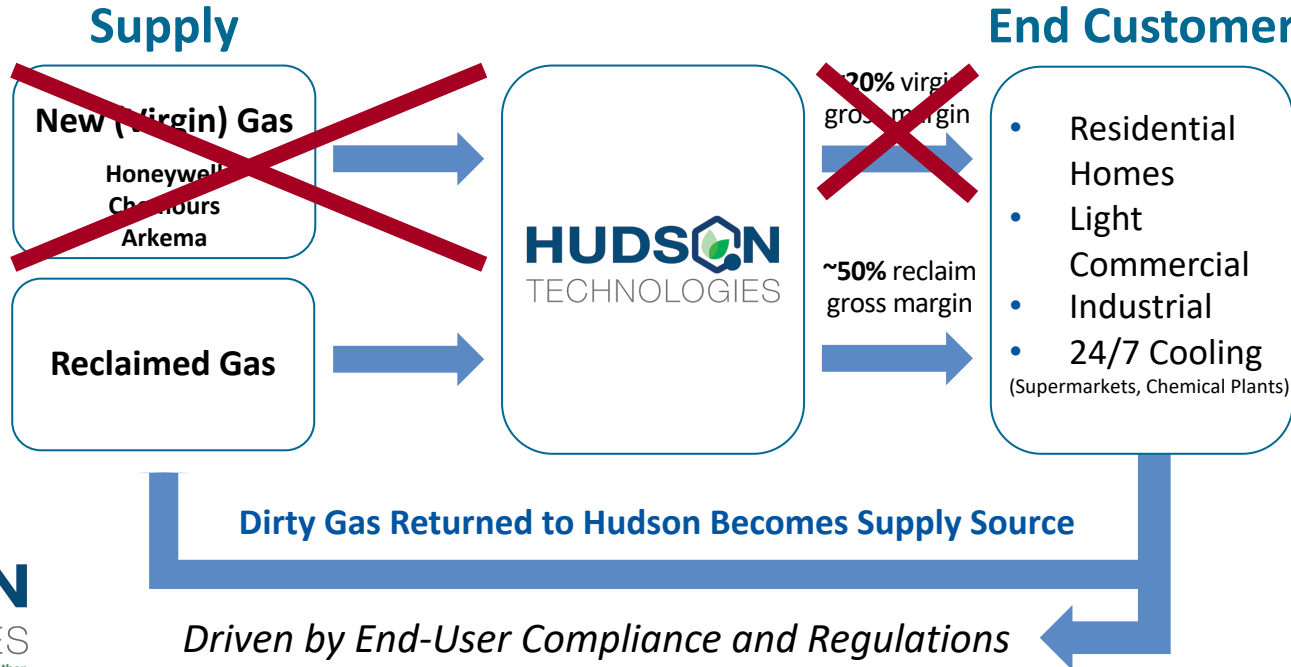 Supply
End Customer
New (Virgin) Gas
Honeywell
Chemours
Arkema
Reclaimed Gas
HUDSON
TECHNOLOGIES
~20% virgin
gross margin
~50% reclaim
gross margin
• Residential
Homes
• Light
Commercial
• Industrial
• 24/7 Cooling
(Supermarkets, Chemical Plants)
Dirty Gas Returned to Hudson Becomes Supply Source
Driven by End-User Compliance and Regulations
N
ES